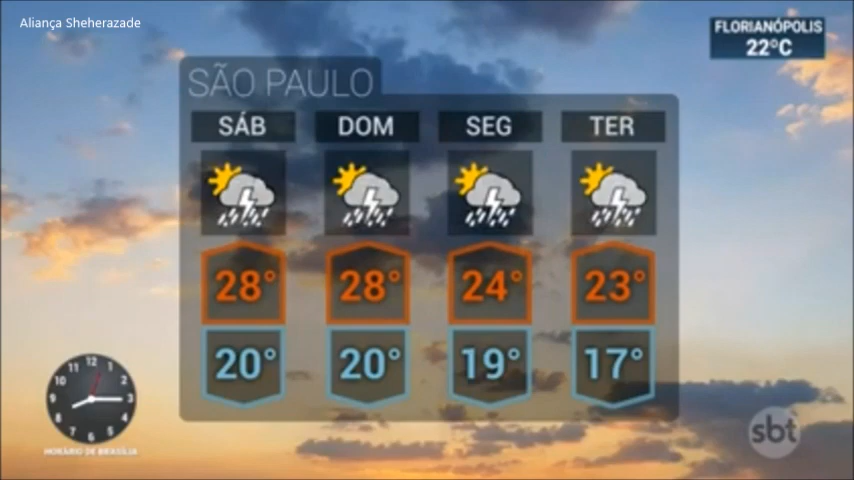 Aliança Sheherazade
FLORIANÓPOLIS
22°C
SÃO PAULO
SÁB DOM SEG TER
28° 28° 24° 23°
20° 20° 19° 17°
12
11 1
10 2
9 3
8 4
7 5
6
HORÁRIO DE BRASÍLIA
sbt